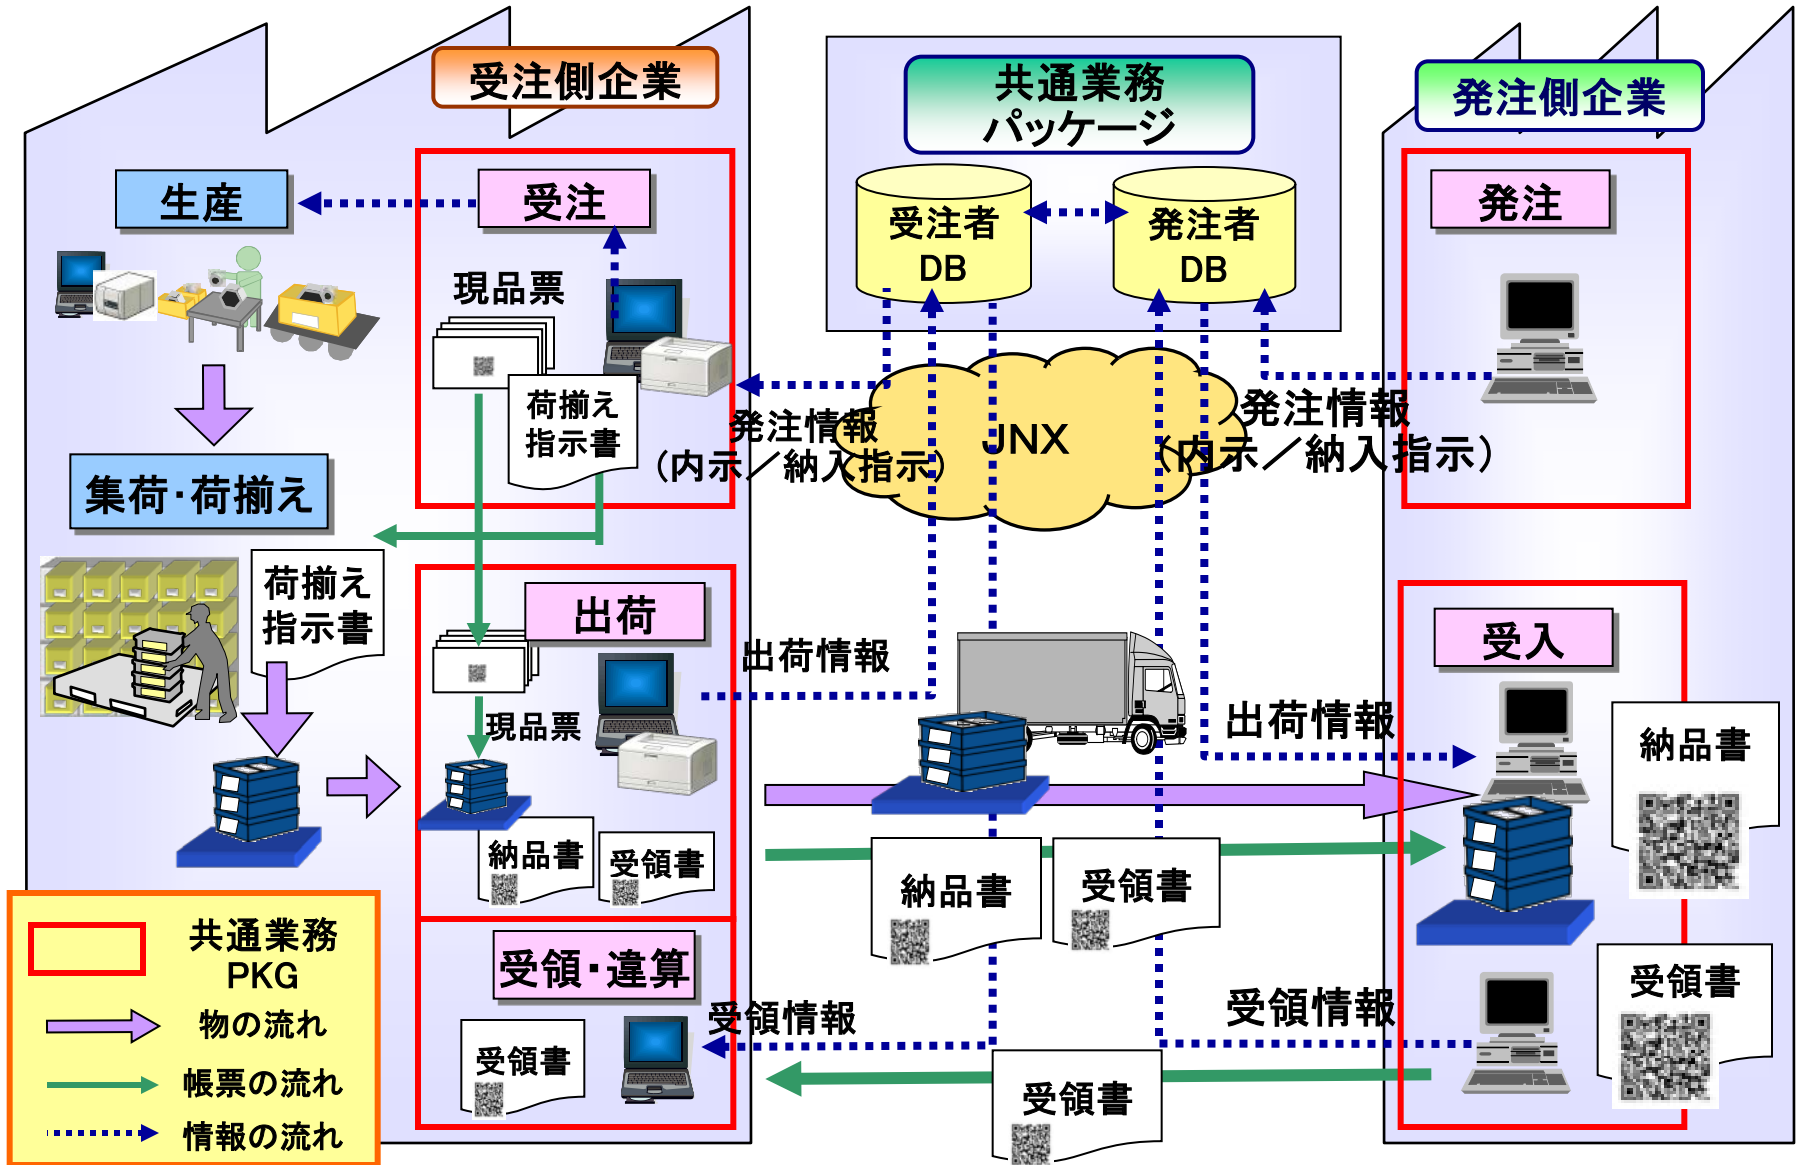 受注側企業
共通業務
パッケージ
発注側企業
生産
受注
受注者
DB
発注者
DB
発注
現品票
荷揃え
指示書
発注情報
（内示／納入指示）
JNX
発注情報
（内示／納入指示）
集荷・荷揃え
荷揃え
指示書
出荷
出荷情報
受入
現品票
出荷情報
納品書
納品書
受領書
納品書
受領書
受領・違算
受領情報
受領情報
受領書
受領書
受領書
共通業務
PKG
物の流れ
帳票の流れ
情報の流れ